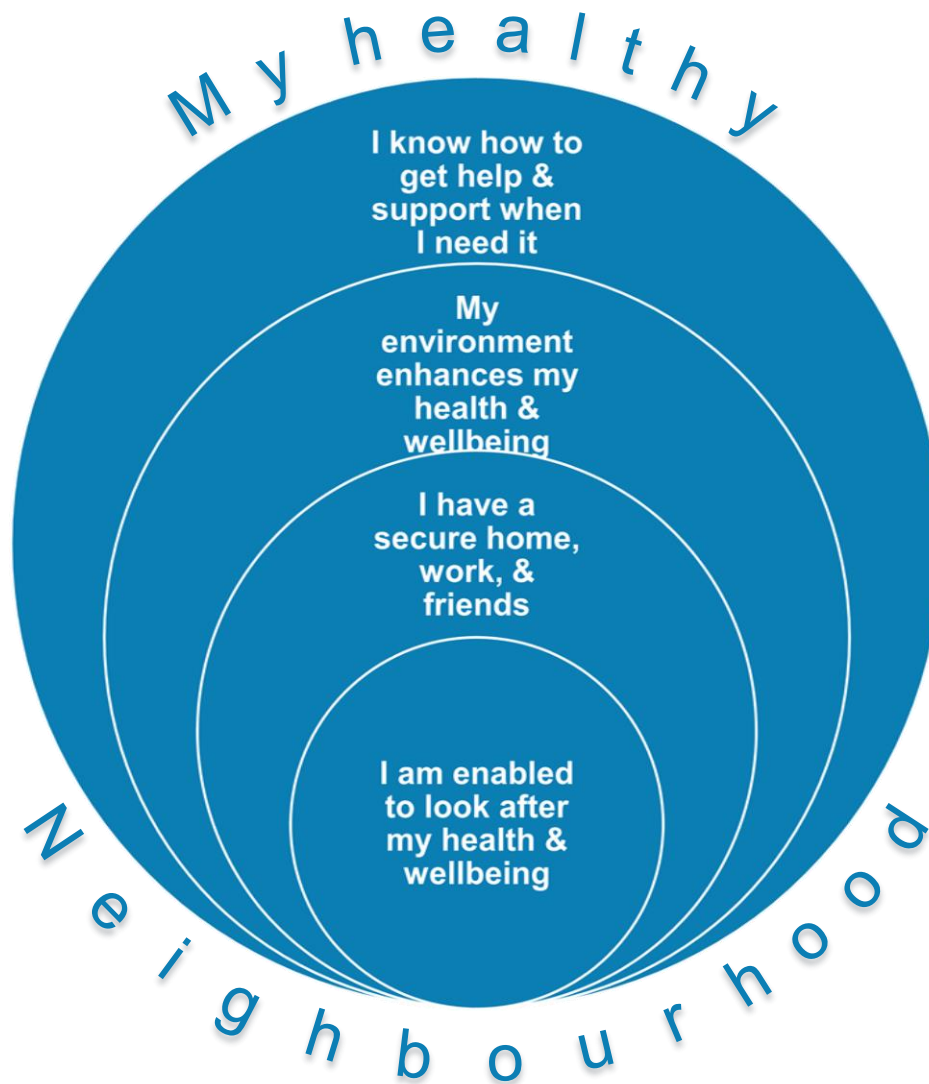 My healthy
I know how to
get help &
support when
I need it
My
environment
enhances my
health &
wellbeing
I have a
secure home,
work, &
friends
I am enabled
to look after
my health &
wellbeing
Neighbourhood